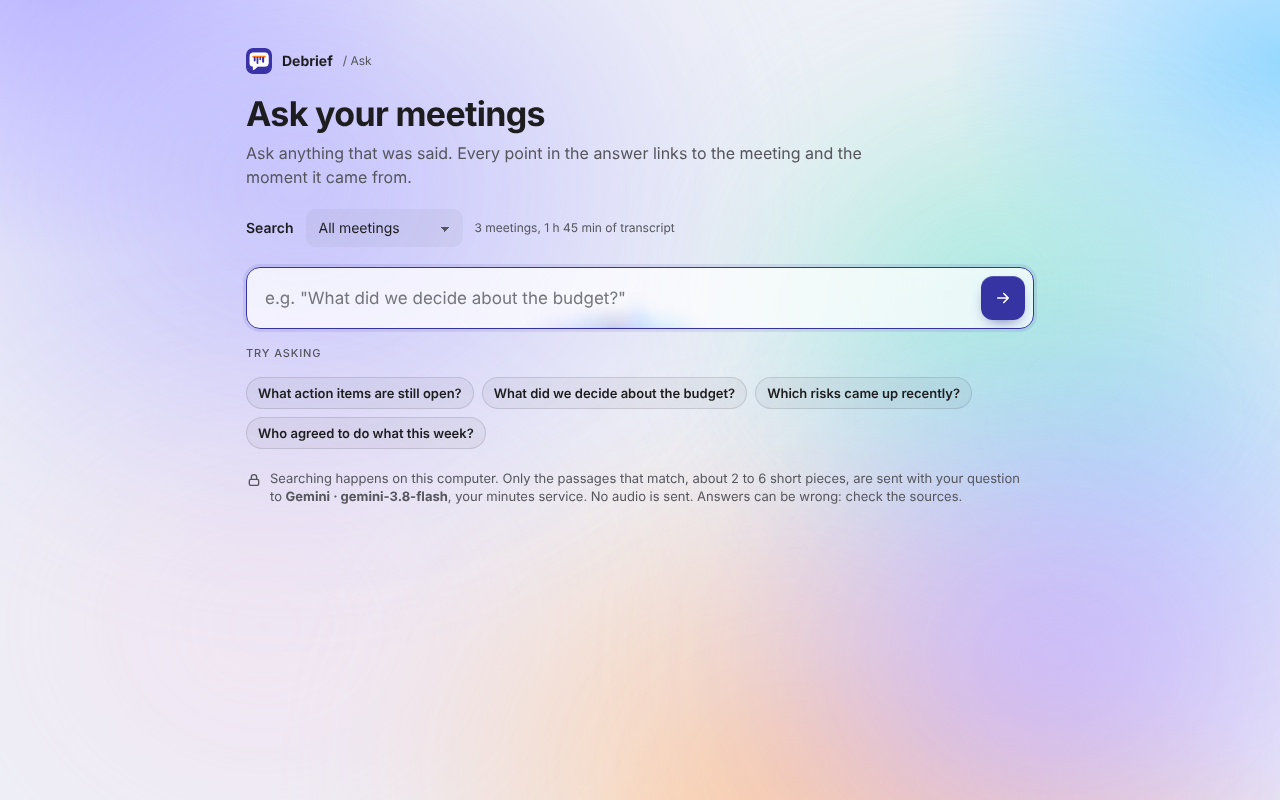 Debrief / Ask
Ask your meetings
Ask anything that was said. Every point in the answer links to the meeting and the
moment it came from.
Search All meetings 3 meetings, 1 h 45 min of transcript
e.g. "What did we decide about the budget?"
TRY ASKING
What action items are still open? What did we decide about the budget? Which risks came up recently?
Who agreed to do what this week?
Searching happens on this computer. Only the passages that match, about 2 to 6 short pieces, are sent with your question
to Gemini · gemini-3.8-flash, your minutes service. No audio is sent. Answers can be wrong: check the sources.